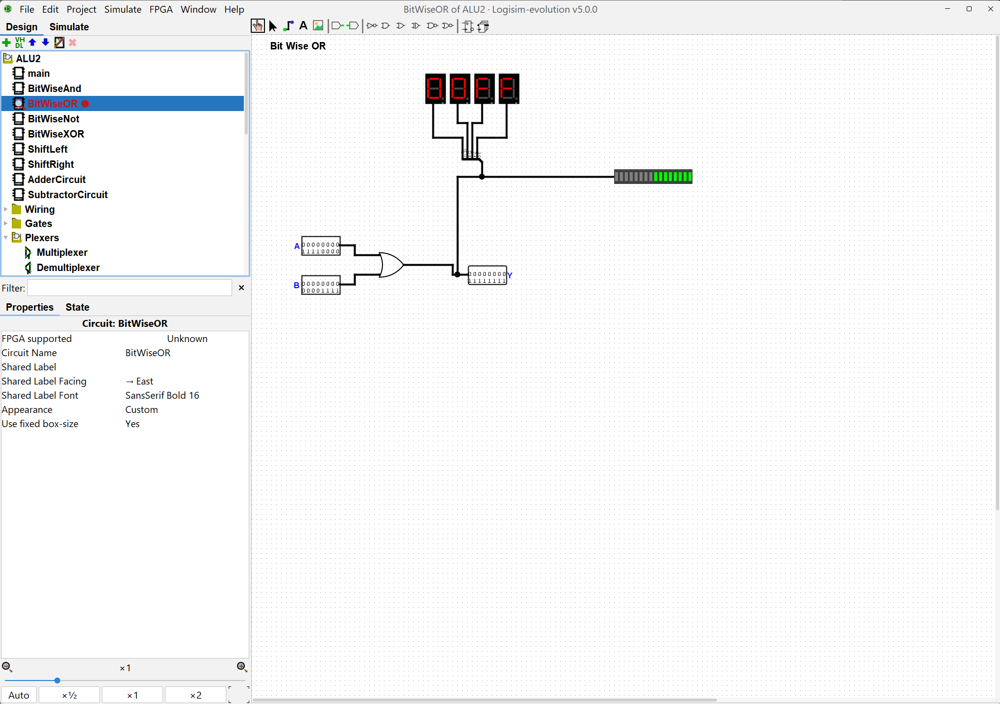 File Edit Project Simulate FPGA Window Help
BitWiseOR of ALU2 · Logisim-evolution v5.0.0
Design Simulate
A
VH
DL
Bit Wise OR
ALU2
main
BitWiseAnd
BitWiseOR
BitWiseNot
BitWiseXOR
ShiftLeft
ShiftRight
AdderCircuit
SubtractorCircuit
Wiring
Gates
Plexers
Multiplexer
Demultiplexer
00FF
A
00000000
11110000
B
00000000
00001111
00000000
11111111
Y
Filter:
Properties State
Circuit: BitWiseOR
FPGA supported Unknown
Circuit Name BitWiseOR
Shared Label
Shared Label Facing → East
Shared Label Font SansSerif Bold 16
Appearance Custom
Use fixed box-size Yes
×1
Auto ×½ ×1 ×2